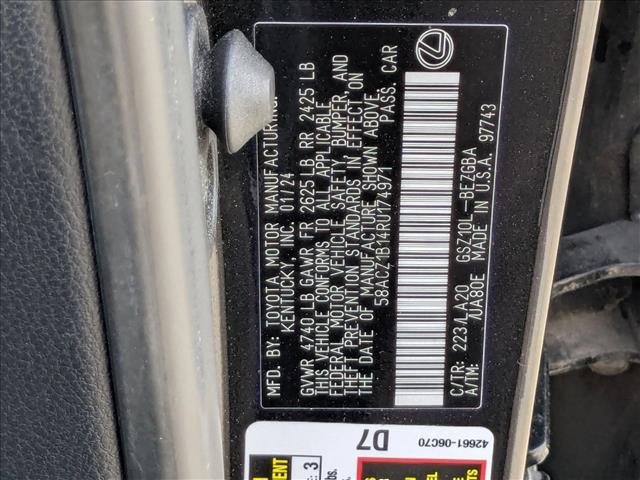 MFD. BY: TOYOTA MOTOR MANUFACTURING,
KENTUCKY, INC. 01/24
GVWR 4740 LB GAWR FR 2625 LB RR 2425 LB
THIS VEHICLE CONFORMS TO ALL APPLICABLE
FEDERAL MOTOR VEHICLE SAFETY, BUMPER, AND
THEFT PREVENTION STANDARDS IN EFFECT ON
THE DATE OF MANUFACTURE SHOWN ABOVE.
58ACZ1B14RU174921 PASS. CAR
C/TR: 223/LA20 GSZ10L-BEZGBA
A/TM: /UA80E MADE IN U.S.A. 97743
D7
42661-06C70